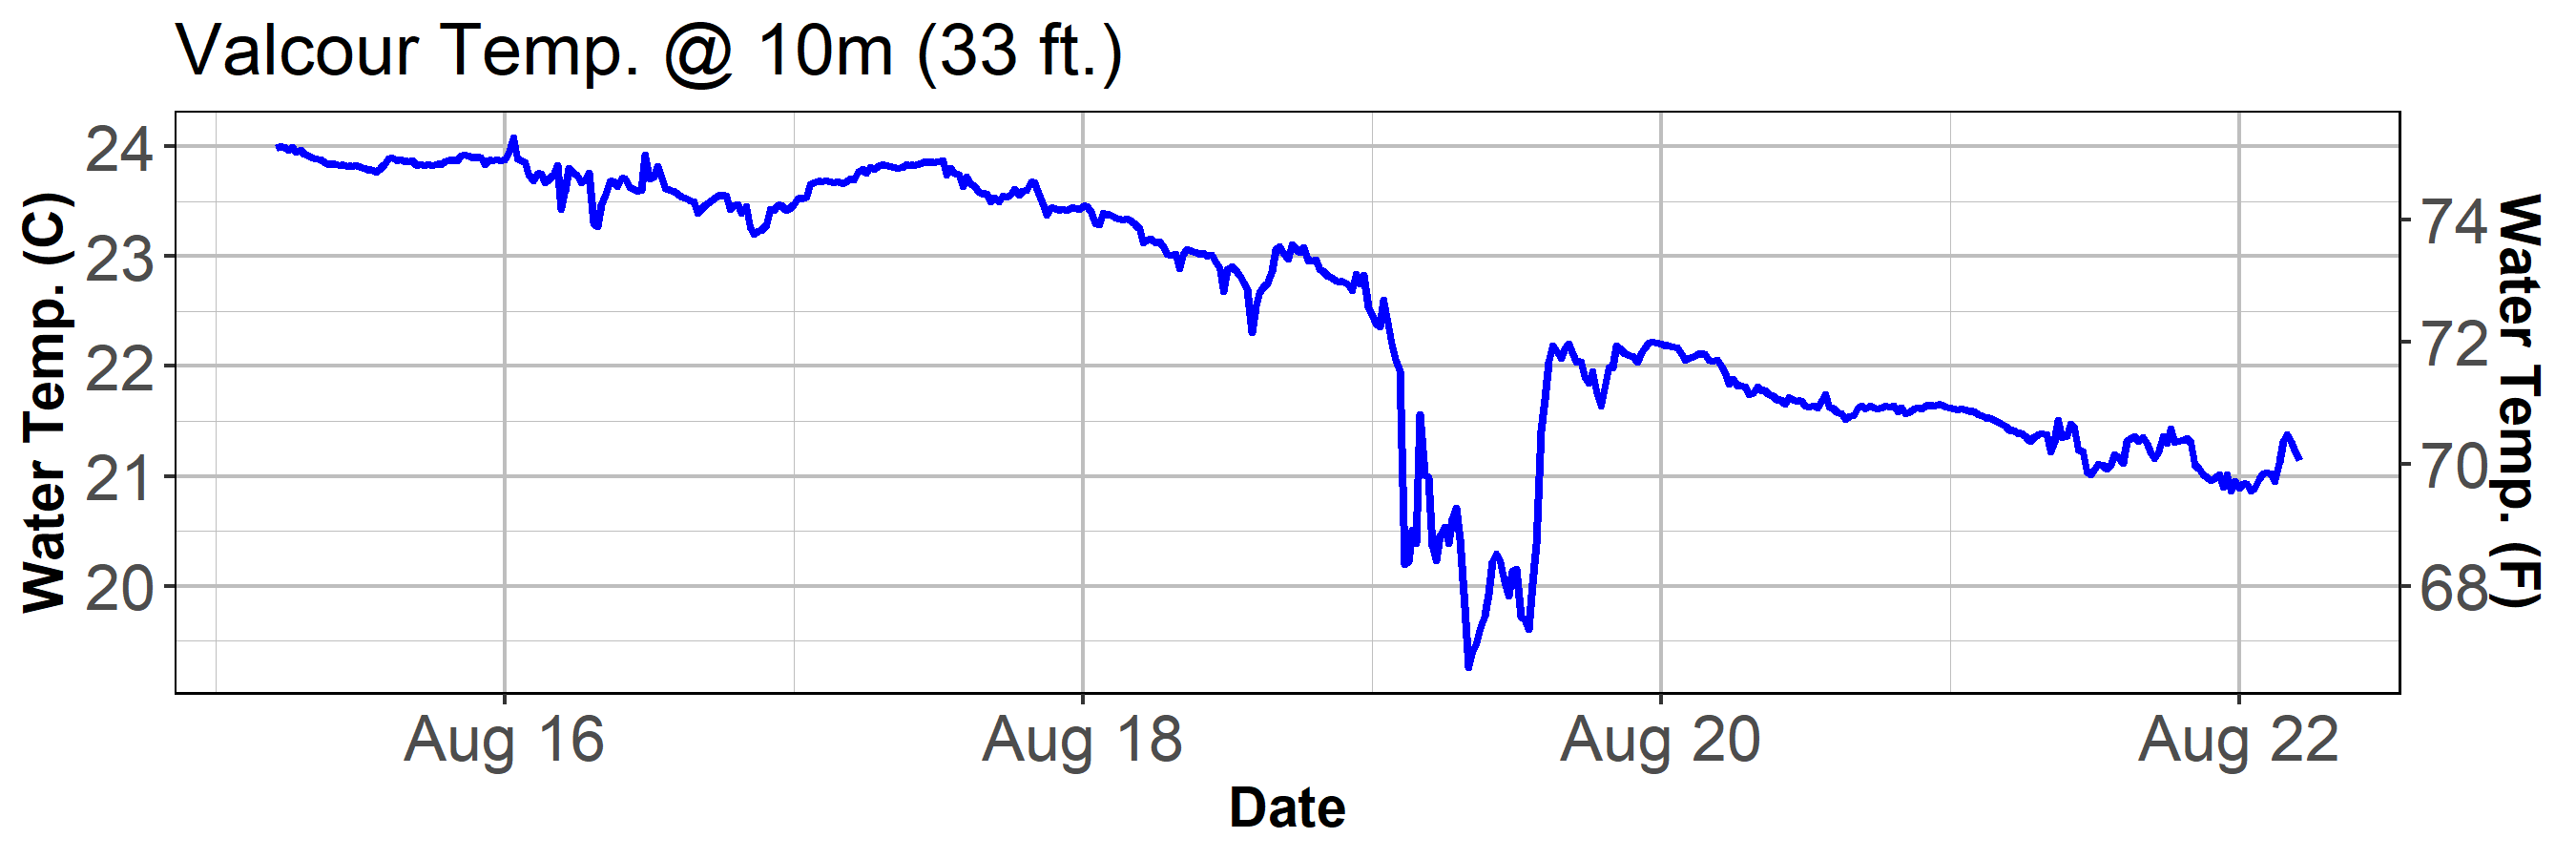 Valcour Temp. @ 10m (33 ft.)
Water Temp. (C)
24
23
22
21
20
74
72
70
68
Water Temp. (F)
Aug 16
Aug 18
Aug 20
Aug 22
Date